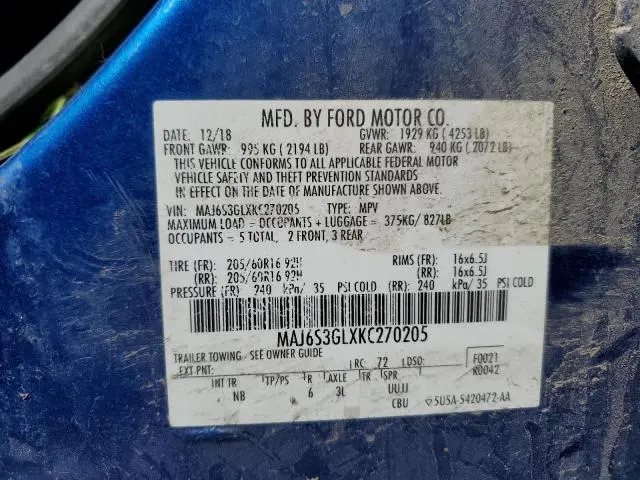 MFD. BY FORD MOTOR CO.
DATE: 12/18 GVWR: 1929 KG ( 4253 LB)
FRONT GAWR: 995 KG ( 2194 LB) REAR GAWR: 940 KG ( 2072 LB)
THIS VEHICLE CONFORMS TO ALL APPLICABLE FEDERAL MOTOR
VEHICLE SAFETY AND THEFT PREVENTION STANDARDS
IN EFFECT ON THE DATE OF MANUFACTURE SHOWN ABOVE.
VIN: MAJ6S3GLXKC270205 TYPE: MPV
MAXIMUM LOAD = OCCUPANTS + LUGGAGE = 375KG/ 827LB
OCCUPANTS = 5 TOTAL, 2 FRONT, 3 REAR
TIRE (FR): 205/60R16 92H RIMS (FR): 16x6.5J
(RR): 205/60R16 92H (RR): 16x6.5J
PRESSURE (FR): 240 kPa/ 35 PSI COLD (RR): 240 kPa/ 35 PSI COLD
MAJ6S3GLXKC270205
TRAILER TOWING - SEE OWNER GUIDE
EXT PNT: RC: 72 DSO: F0021
R0042
INT TR TP/PS R AXLE TR SPR
NB 6 3L UUJJ
CBU 5U5A-5420472-AA